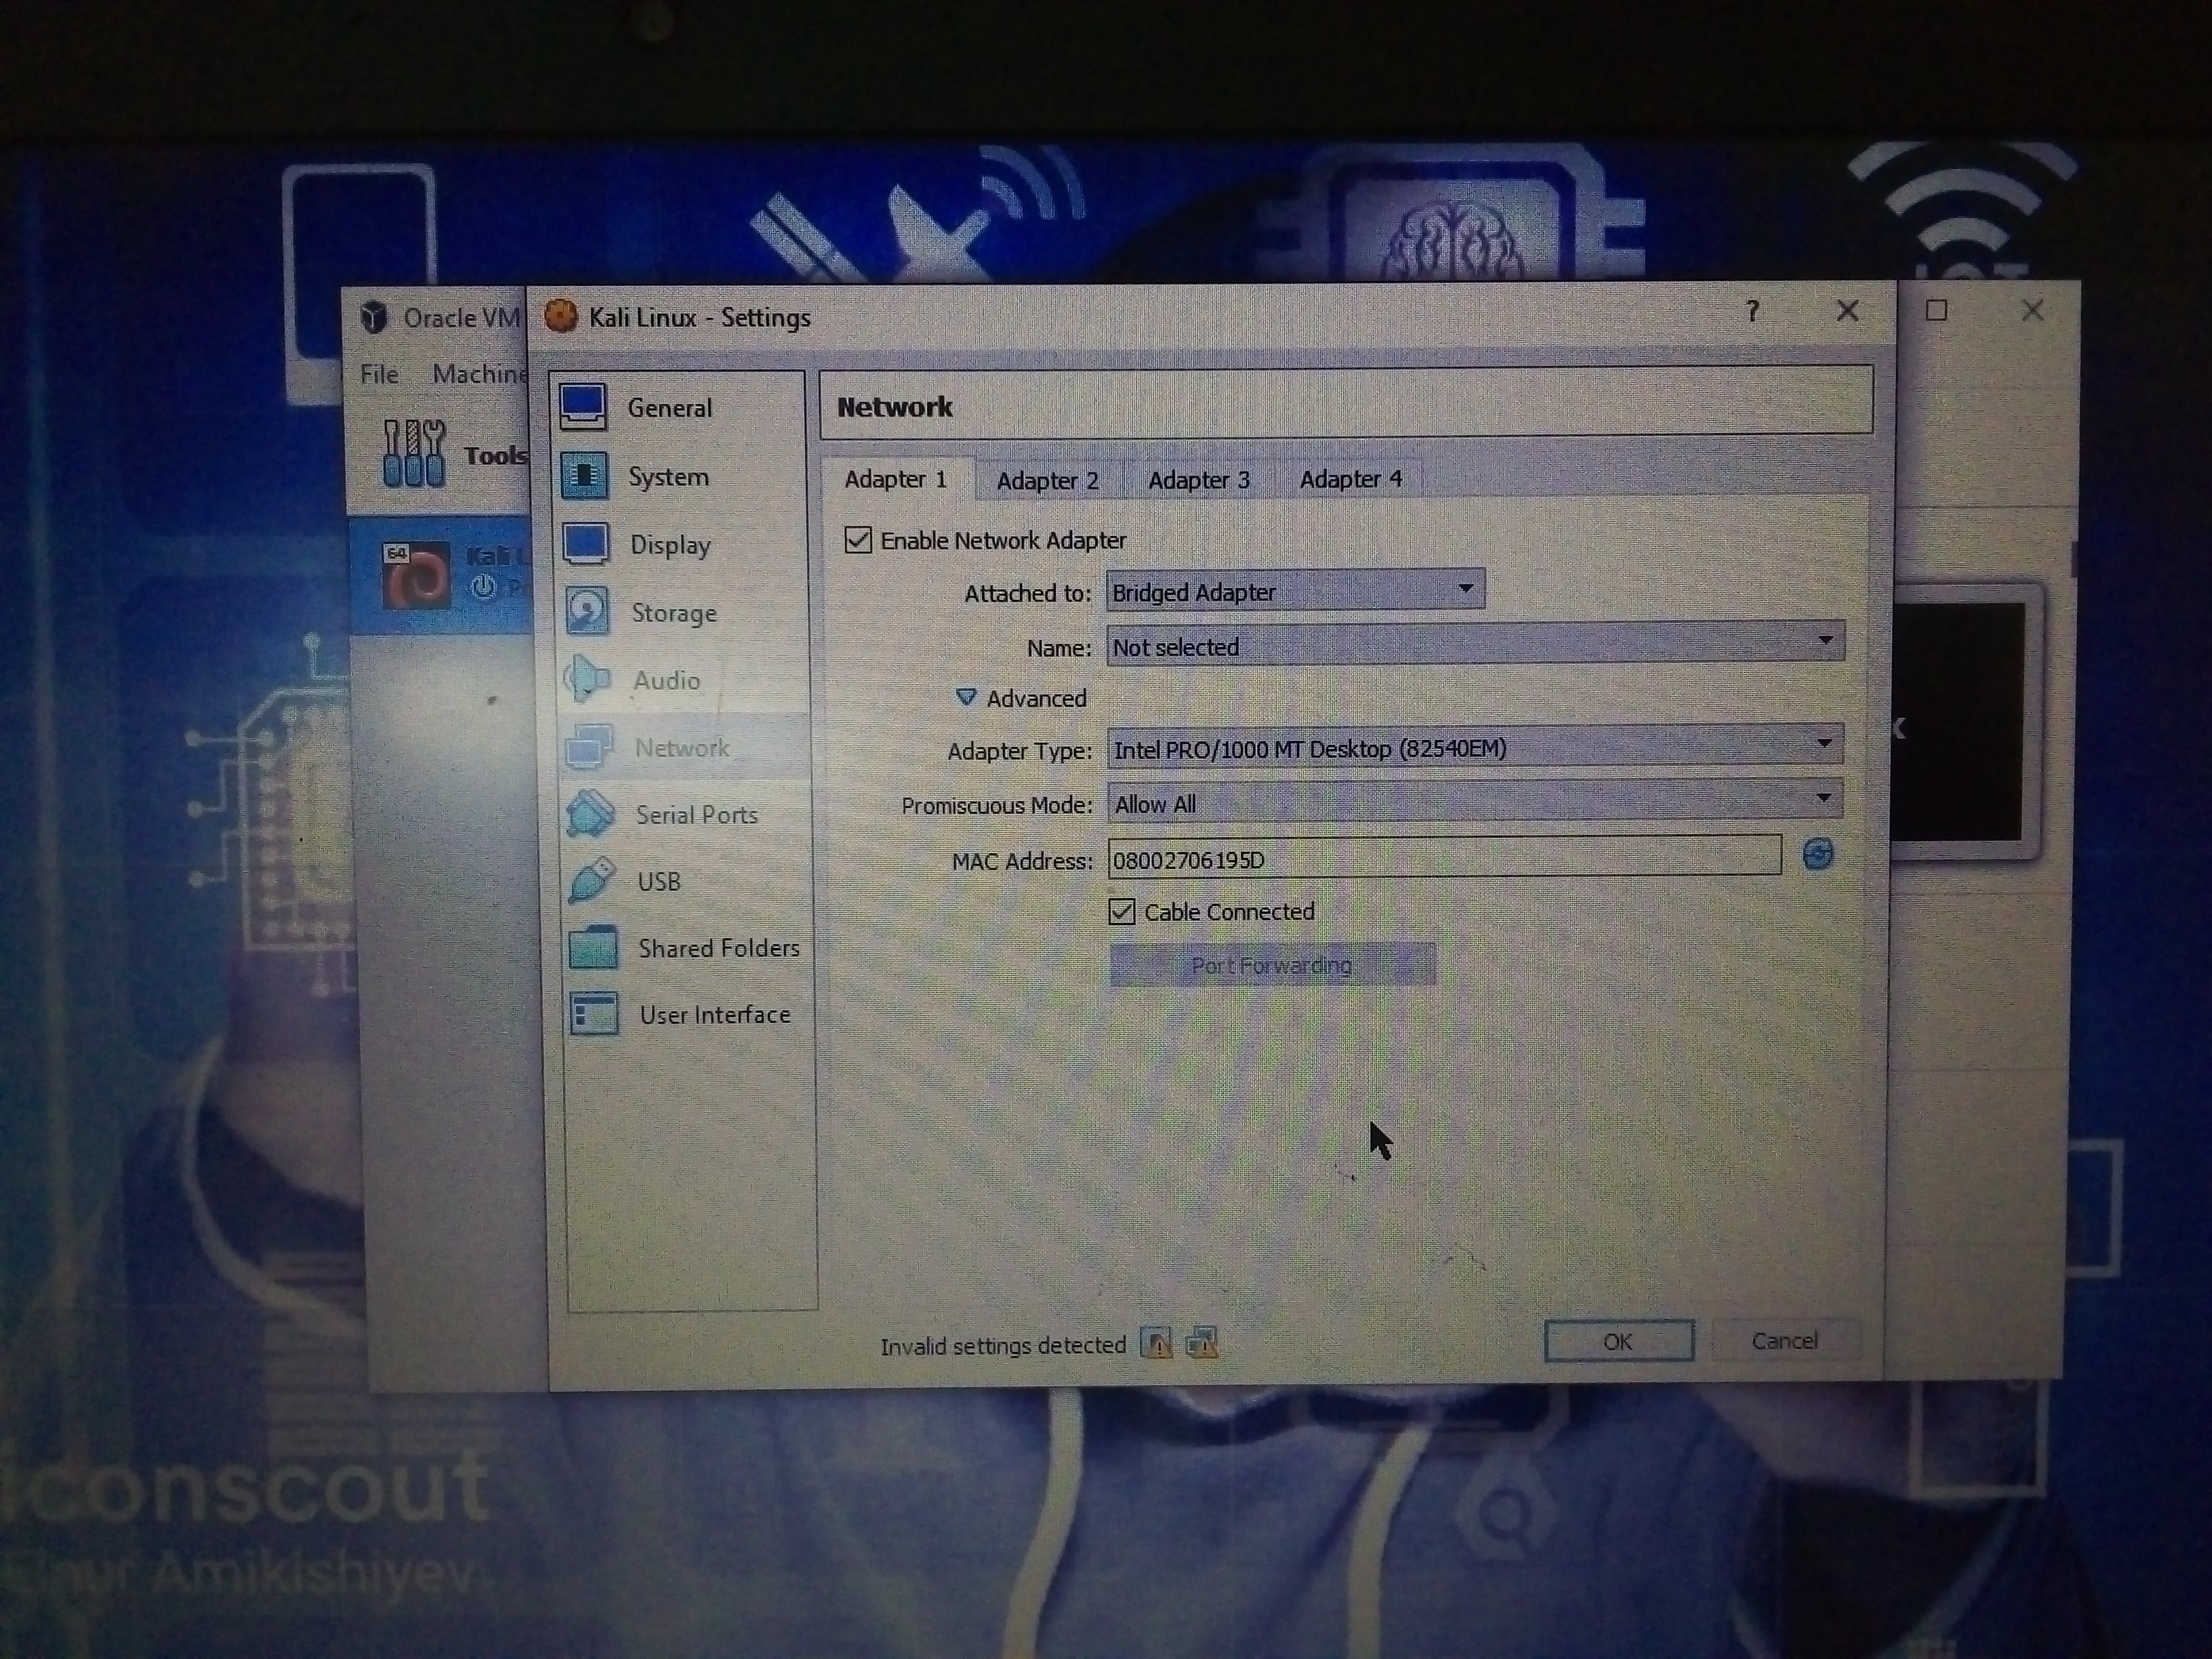 Oracle VM
Kali Linux - Settings
?
File Machine
Tools
64
Kali L
General
System
Display
Storage
Audio
Network
Serial Ports
USB
Shared Folders
User Interface
Network
Adapter 1 Adapter 2 Adapter 3 Adapter 4
Enable Network Adapter
Attached to: Bridged Adapter
Name: Not selected
Advanced
Adapter Type: Intel PRO/1000 MT Desktop (82540EM)
Promiscuous Mode: Allow All
MAC Address: 08002706195D
Cable Connected
Port Forwarding
Invalid settings detected
OK Cancel
iconscout
Amikishiyev